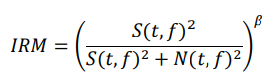 IRM = ( S(t, f)² / (S(t, f)² + N(t, f)²) )^β